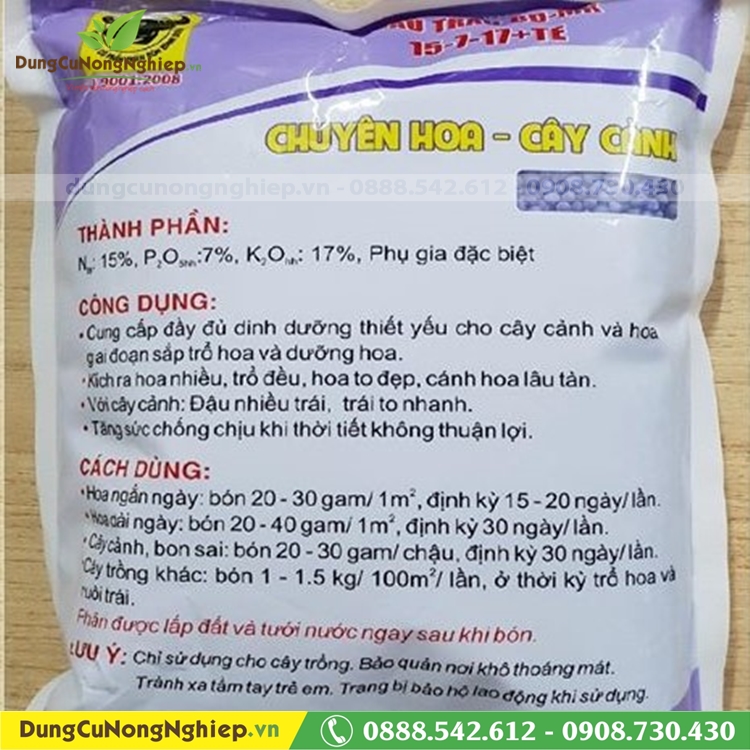 DungCuNongNghiep.vn
9001:2008
ĐẦU TRÂU
15-7-17+TE
CHUYÊN HOA - CÂY CẢNH
dungcunongnghiep.vn - 0888.542.612 - 0908.730.430
THÀNH PHẦN:
Nts: 15%, P2O5hh:7%, K2Ohh: 17%, Phụ gia đặc biệt
CÔNG DỤNG:
•Cung cấp đầy đủ dinh dưỡng thiết yếu cho cây cảnh và hoa
gai đoạn sắp trổ hoa và dưỡng hoa.
•Kích ra hoa nhiều, trổ đều, hoa to đẹp, cánh hoa lâu tàn.
•Với cây cảnh: Đậu nhiều trái, trái to nhanh.
•Tăng sức chống chịu khi thời tiết không thuận lợi.
CÁCH DÙNG:
•Hoa ngắn ngày: bón 20 - 30 gam/ 1m², định kỳ 15 - 20 ngày/ lần.
•Hoa dài ngày: bón 20 - 40 gam/ 1m², định kỳ 30 ngày/ lần.
•Cây cảnh, bon sai: bón 20 - 30 gam/ chậu, định kỳ 30 ngày/ lần.
•Cây trồng khác: bón 1 - 1.5 kg/ 100m²/ lần, ở thời kỳ trổ hoa và
nuôi trái.
Phân được lấp đất và tưới nước ngay sau khi bón.
LƯU Ý: Chỉ sử dụng cho cây trồng. Bảo quản nơi khô thoáng mát.
Tránh xa tầm tay trẻ em. Trang bị bảo hộ lao động khi sử dụng.
DungCuNongNghiep.vn 0888.542.612 - 0908.730.430